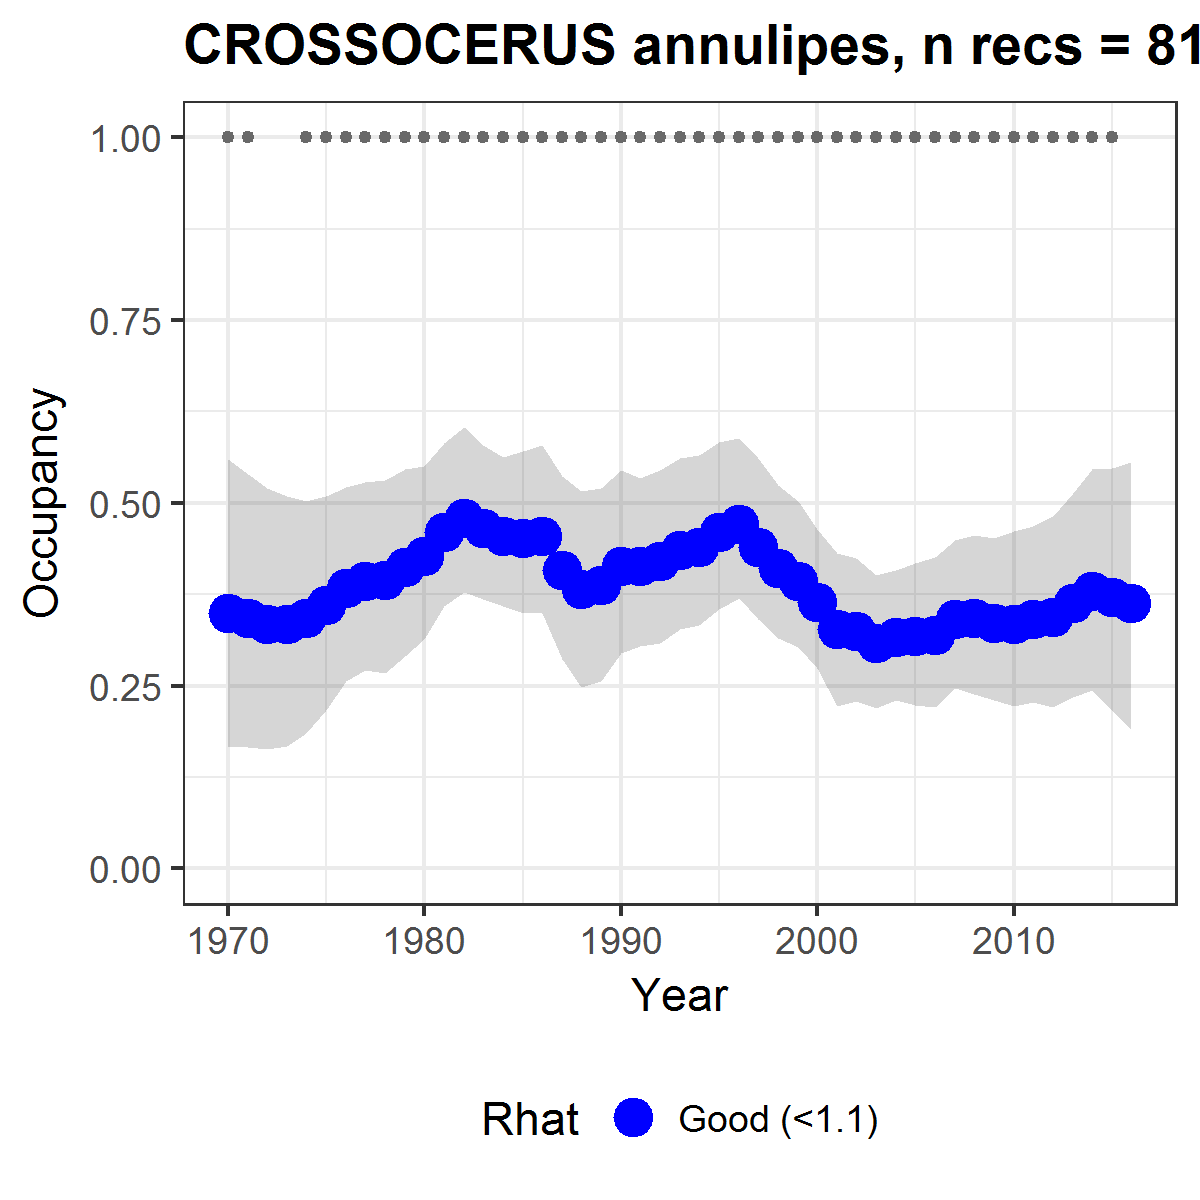 CROSSOCERUS annulipes, n recs = 81
1.00
0.75
0.50
0.25
0.00
Occupancy
1970 1980 1990 2000 2010
Year
Rhat Good (<1.1)